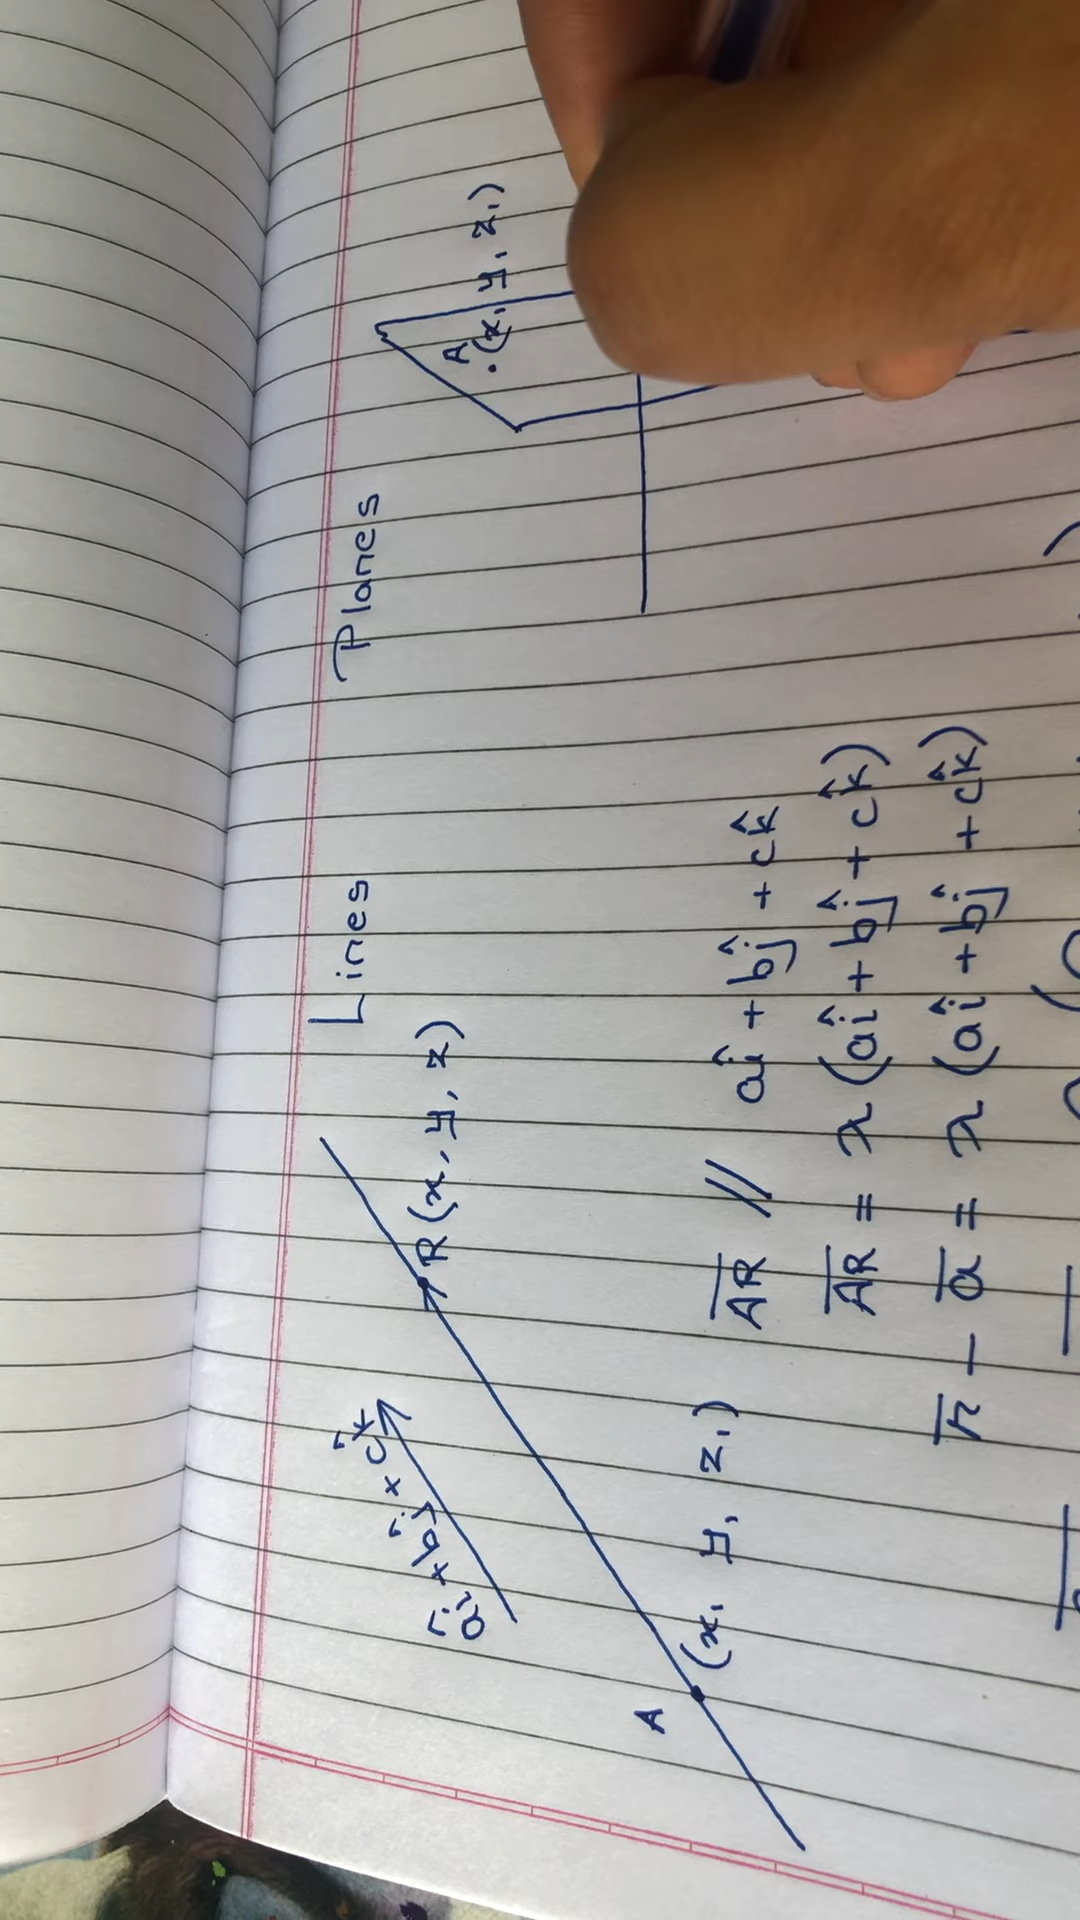 Lines
Planes
aî + bĵ + ck̂
R (x, y, z)
A
(x₁ y₁ z₁)
A
(x₁ y₁ z₁)
AR // aî + bĵ + ck̂
AR = λ (aî + bĵ + ck̂)
r̅ - a̅ = λ (aî + bĵ + ck̂)